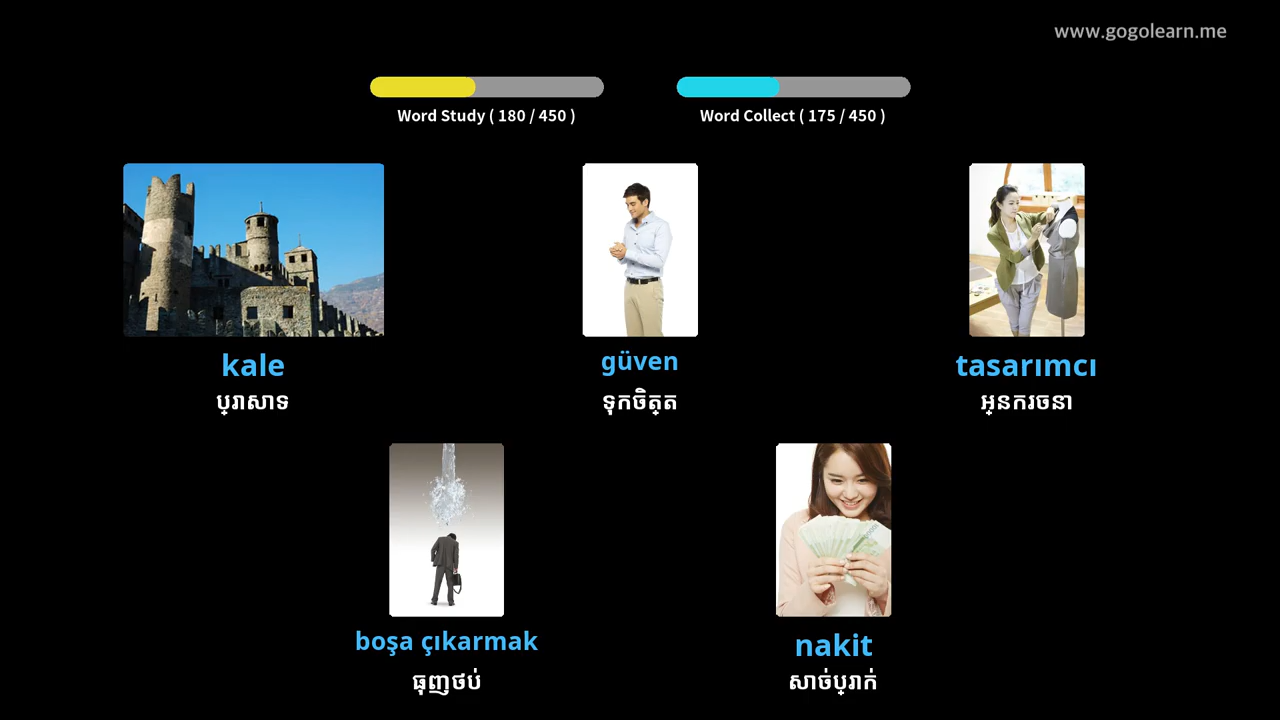 www.gogolearn.me
Word Study ( 180 / 450 )
Word Collect ( 175 / 450 )
kale
ប្រាសាទ
güven
ទុកចិត្ត
tasarımcı
អ្នករចនា
boşa çıkarmak
ធុញថប់
nakit
សាច់ប្រាក់